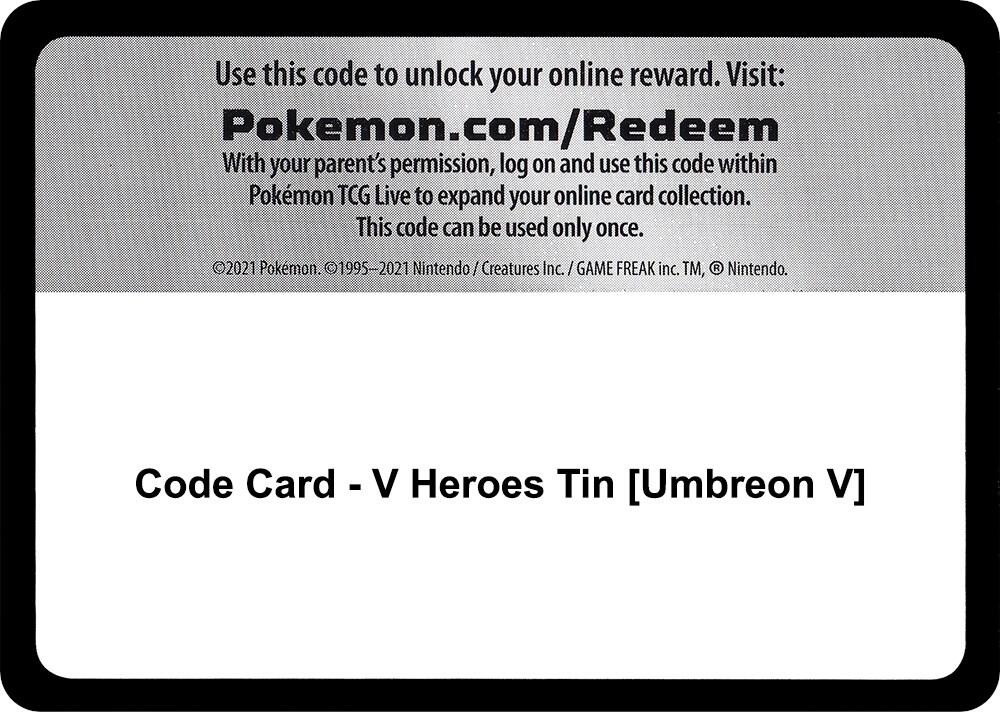 Use this code to unlock your online reward. Visit:
Pokemon.com/Redeem
With your parent's permission, log on and use this code within
Pokémon TCG Live to expand your online card collection.
This code can be used only once.
©2021 Pokémon. ©1995–2021 Nintendo / Creatures Inc. / GAME FREAK inc. TM, ® Nintendo.
Code Card - V Heroes Tin [Umbreon V]